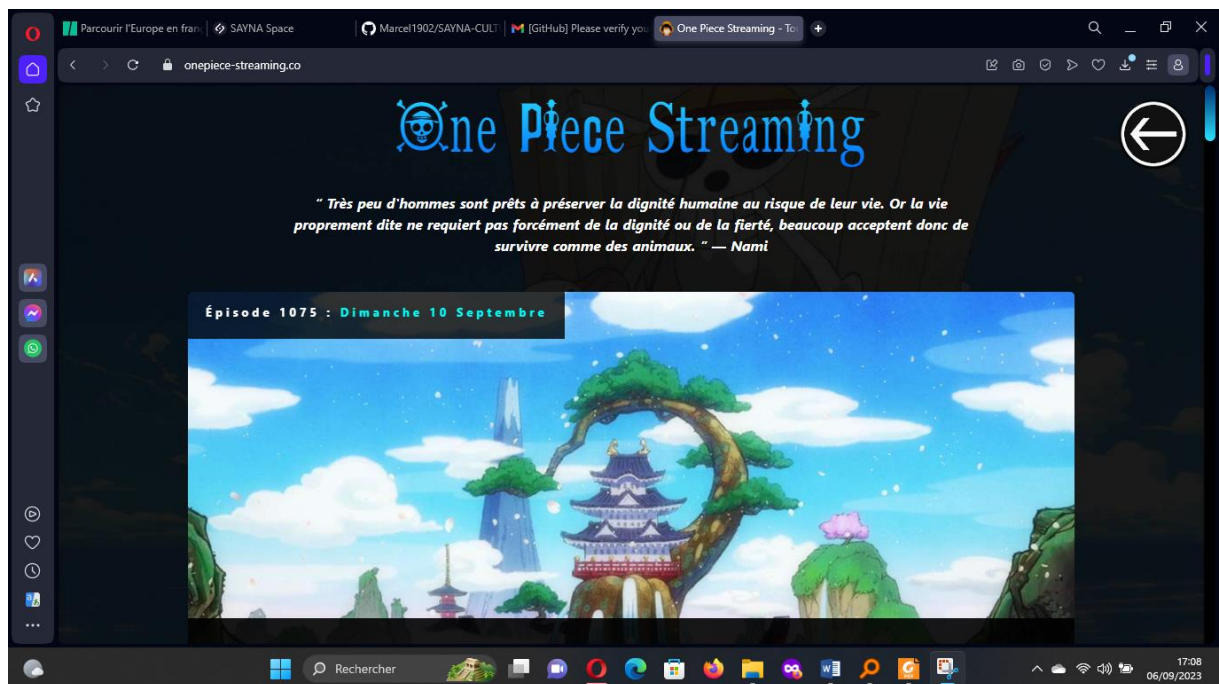 Parcourir l'Europe en fran
SAYNA Space
Marcel1902/SAYNA-CULT
[GitHub] Please verify you
One Piece Streaming - To
onepiece-streaming.co
One Piece Streaming
“ Très peu d'hommes sont prêts à préserver la dignité humaine au risque de leur vie. Or la vie
proprement dite ne requiert pas forcément de la dignité ou de la fierté, beaucoup acceptent donc de
survivre comme des animaux. “ — Nami
Épisode 1075 : Dimanche 10 Septembre
Rechercher
17:08
06/09/2023